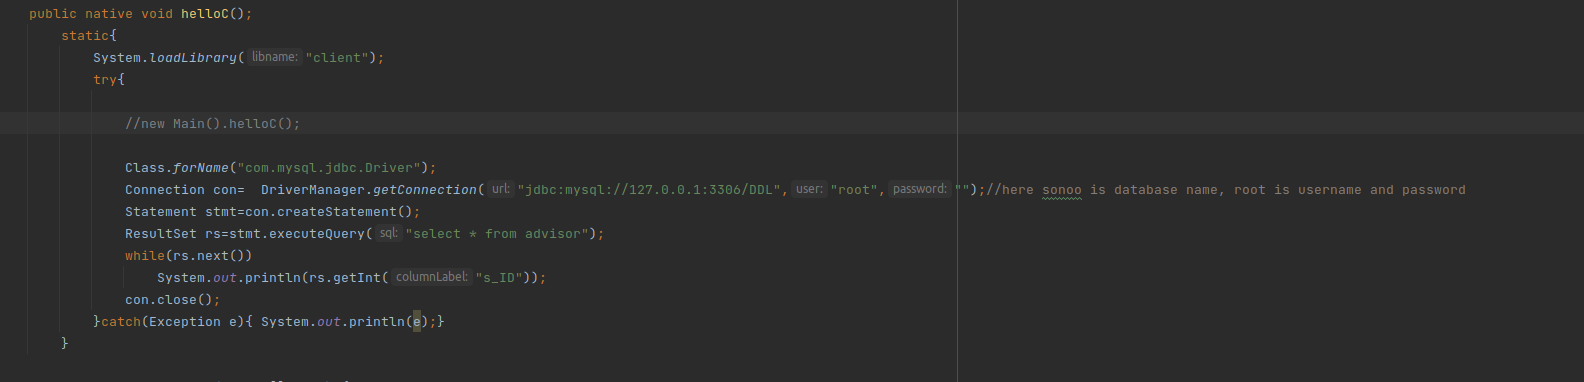 public native void helloC();
static{
System.loadLibrary( libname: "client");
try{
//new Main().helloC();
Class.forName("com.mysql.jdbc.Driver");
Connection con=  DriverManager.getConnection( url: "jdbc:mysql://127.0.0.1:3306/DDL", user: "root", password: "");//here sonoo is database name, root is username and password
Statement stmt=con.createStatement();
ResultSet rs=stmt.executeQuery( sql: "select * from advisor");
while(rs.next())
System.out.println(rs.getInt( columnLabel: "s_ID"));
con.close();
}catch(Exception e){ System.out.println(e);}
}